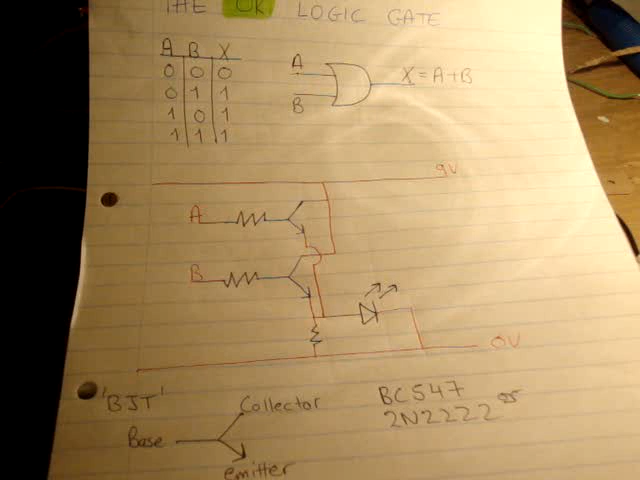 THE OR LOGIC GATE
A B X
0 0 0
0 1 1
1 0 1
1 1 1
A
B
X = A+B
9V
A
B
0V
'BJT'
Collector
Base
emitter
BC547
2N2222 or